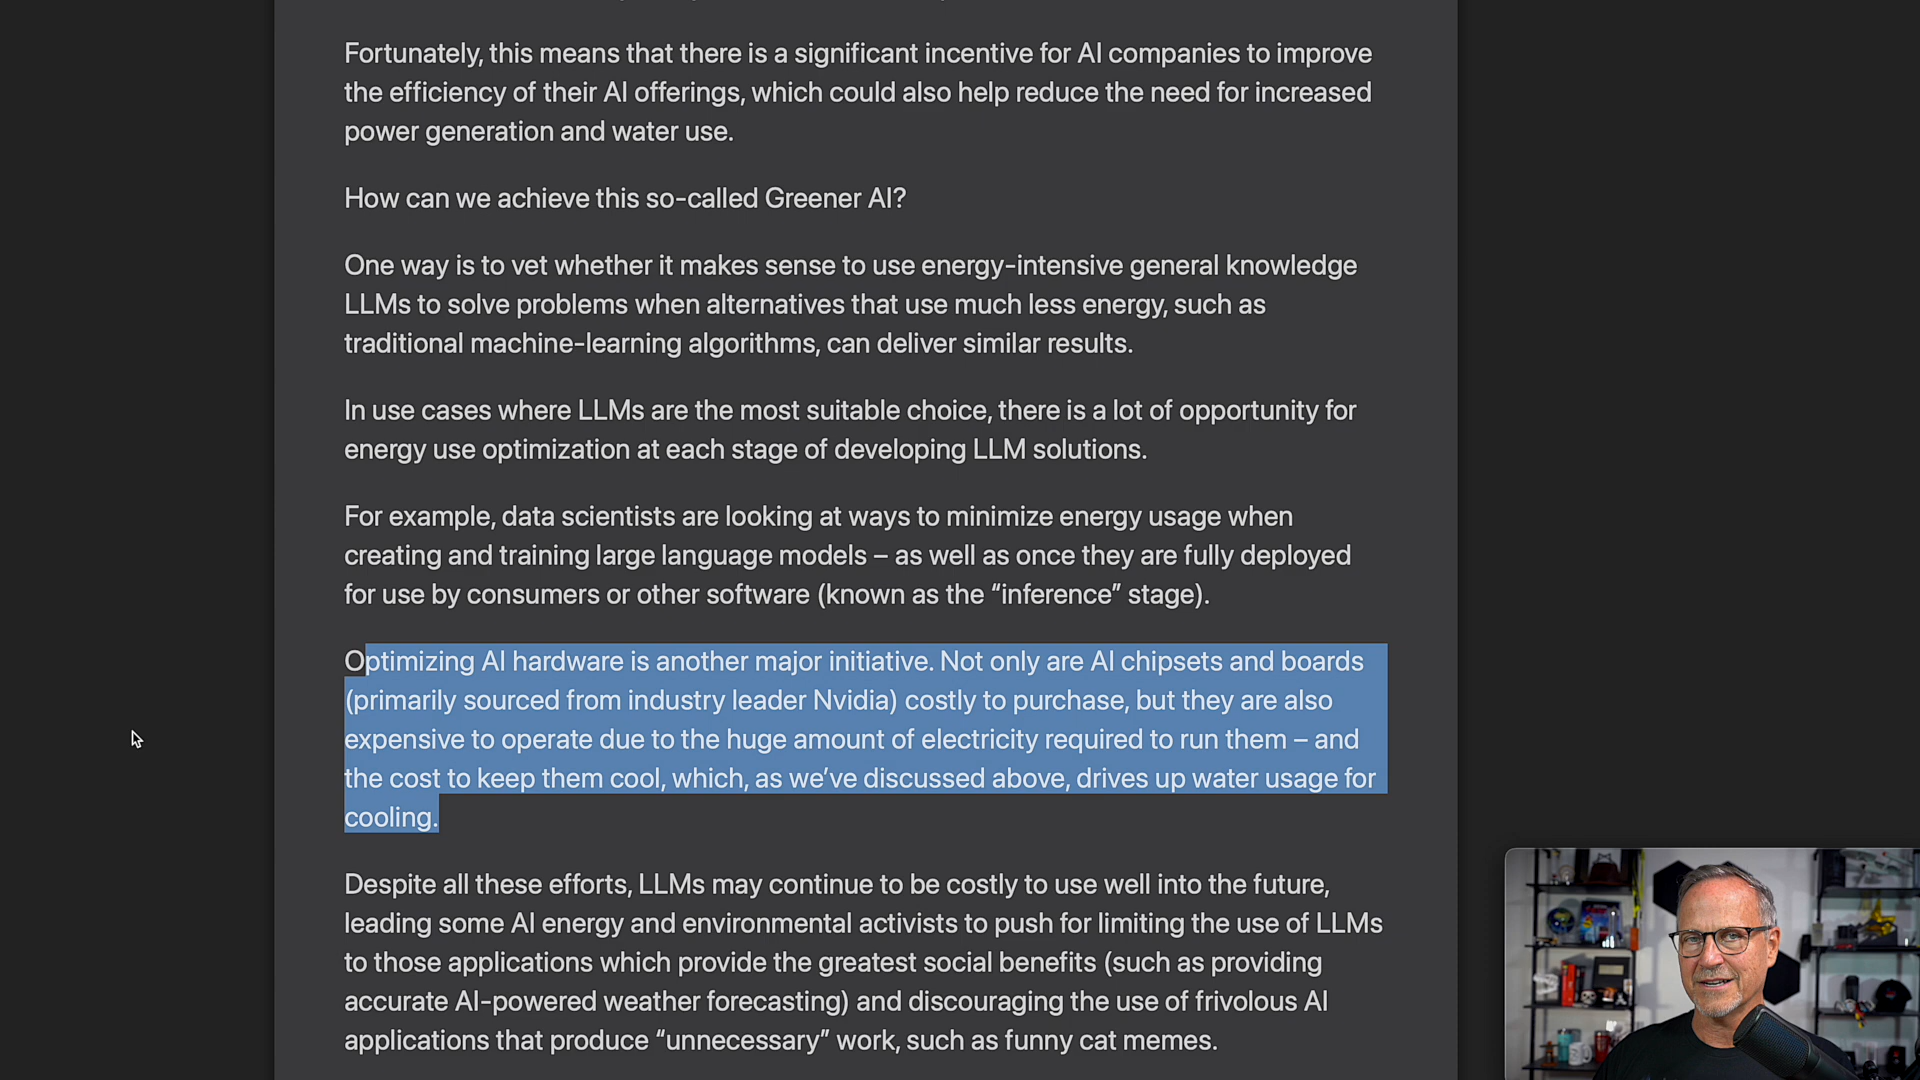 Fortunately, this means that there is a significant incentive for AI companies to improve
the efficiency of their AI offerings, which could also help reduce the need for increased
power generation and water use.
How can we achieve this so-called Greener AI?
One way is to vet whether it makes sense to use energy-intensive general knowledge
LLMs to solve problems when alternatives that use much less energy, such as
traditional machine-learning algorithms, can deliver similar results.
In use cases where LLMs are the most suitable choice, there is a lot of opportunity for
energy use optimization at each stage of developing LLM solutions.
For example, data scientists are looking at ways to minimize energy usage when
creating and training large language models – as well as once they are fully deployed
for use by consumers or other software (known as the “inference” stage).
Optimizing AI hardware is another major initiative. Not only are AI chipsets and boards
(primarily sourced from industry leader Nvidia) costly to purchase, but they are also
expensive to operate due to the huge amount of electricity required to run them – and
the cost to keep them cool, which, as we’ve discussed above, drives up water usage for
cooling.
Despite all these efforts, LLMs may continue to be costly to use well into the future,
leading some AI energy and environmental activists to push for limiting the use of LLMs
to those applications which provide the greatest social benefits (such as providing
accurate AI-powered weather forecasting) and discouraging the use of frivolous AI
applications that produce “unnecessary” work, such as funny cat memes.